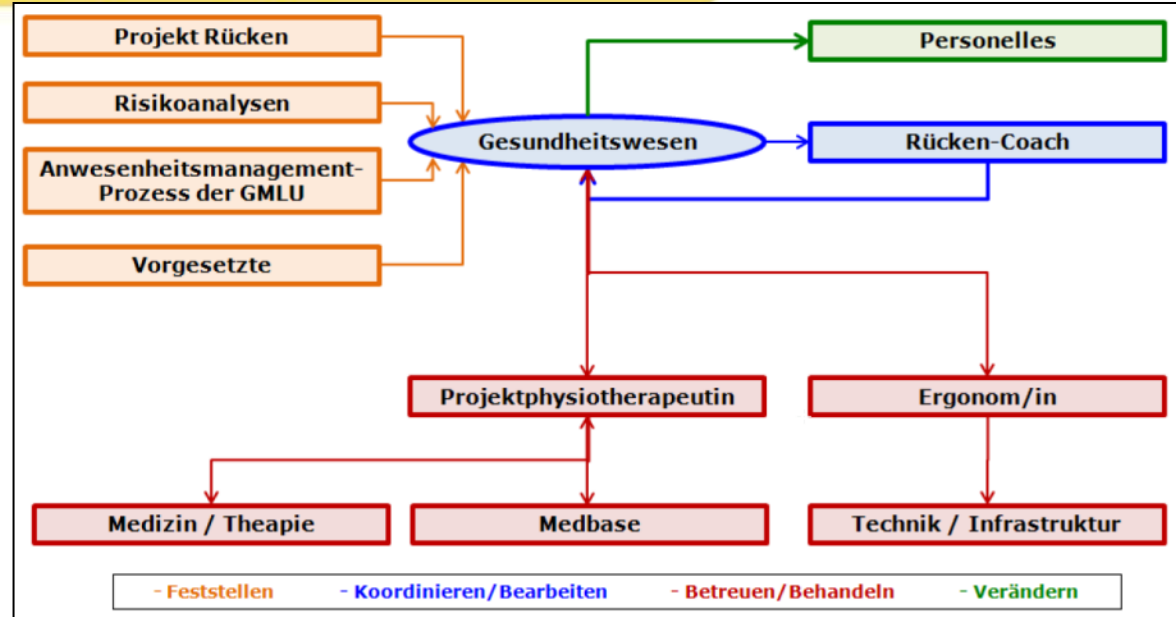 Projekt Rücken
Personelles
Risikoanalysen
Gesundheitswesen
Rücken-Coach
Anwesenheitsmanagement-
Prozess der GMLU
Vorgesetzte
Projektphysiotherapeutin
Ergonom/in
Medizin / Theapie
Medbase
Technik / Infrastruktur
- Feststellen - Koordinieren/Bearbeiten - Betreuen/Behandeln - Verändern